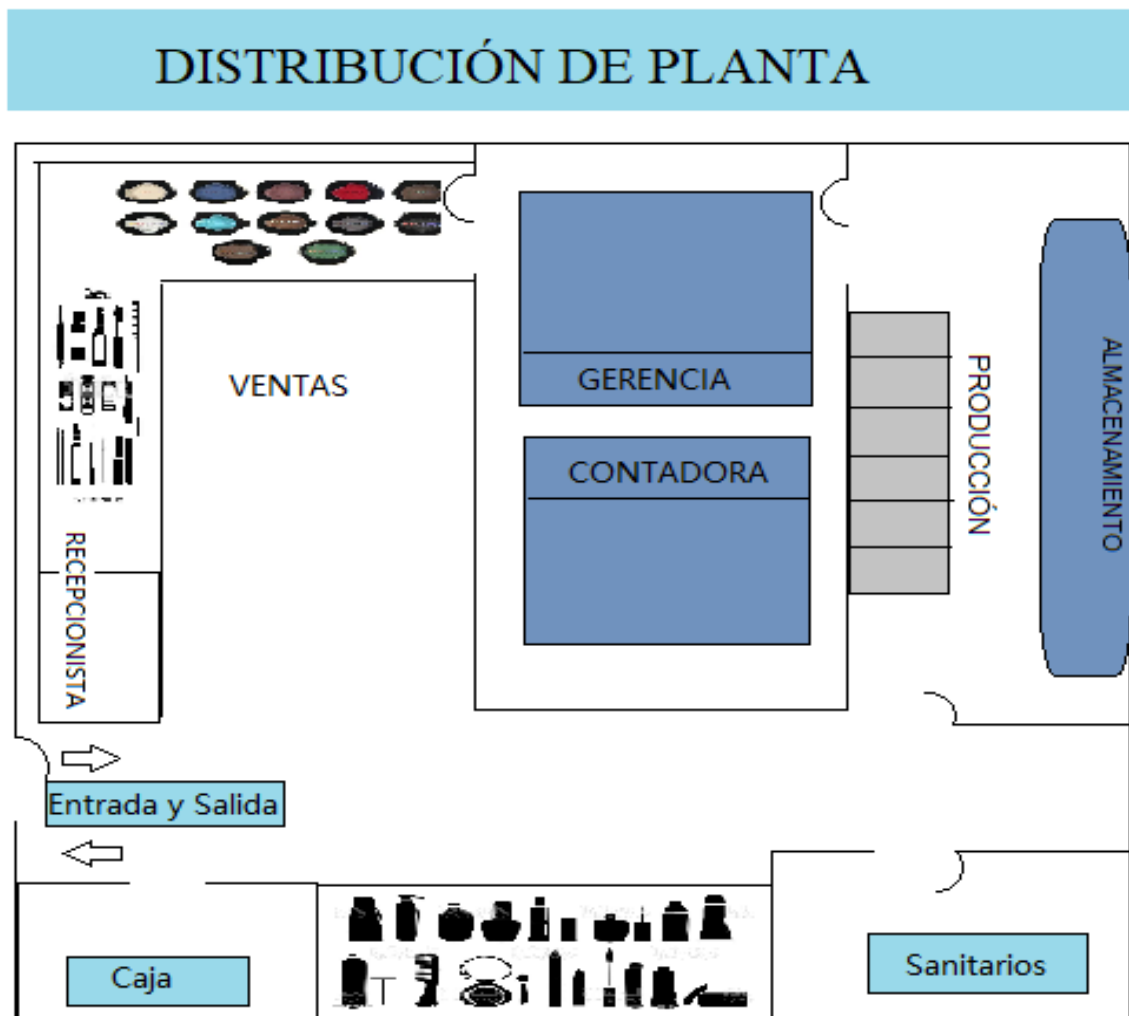 DISTRIBUCIÓN DE PLANTA
VENTAS
GERENCIA
CONTADORA
PRODUCCIÓN
ALMACENAMIENTO
RECEPCIONISTA
Entrada y Salida
Caja
Sanitarios